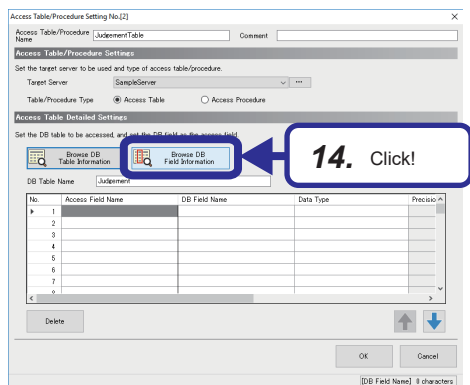 Access Table/Procedure Setting No.[2]
Access Table/Procedure Name JudgementTable Comment
Access Table/Procedure Settings
Set the target server to be used and type of access table/procedure.
Target Server SampleServer ...
Table/Procedure Type Access Table Access Procedure
Access Table Detailed Settings
Set the DB table to be accessed, and set the DB field as the access field.
Browse DB Table Information Browse DB Field Information
14. Click!
DB Table Name Judgement
No. Access Field Name DB Field Name Data Type Precisio
1
2
3
4
5
6
7
Delete
OK Cancel
[DB Field Name] 0 characters